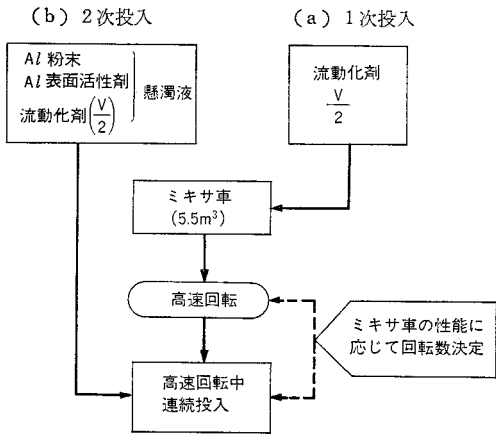 (b) 2次投入
(a) 1次投入
Al 粉末
Al 表面活性剤
流動化剤(V/2)
懸濁液
流動化剤
V/2
ミキサ車
(5.5m³)
高速回転
ミキサ車の性能に
応じて回転数決定
高速回転中
連続投入